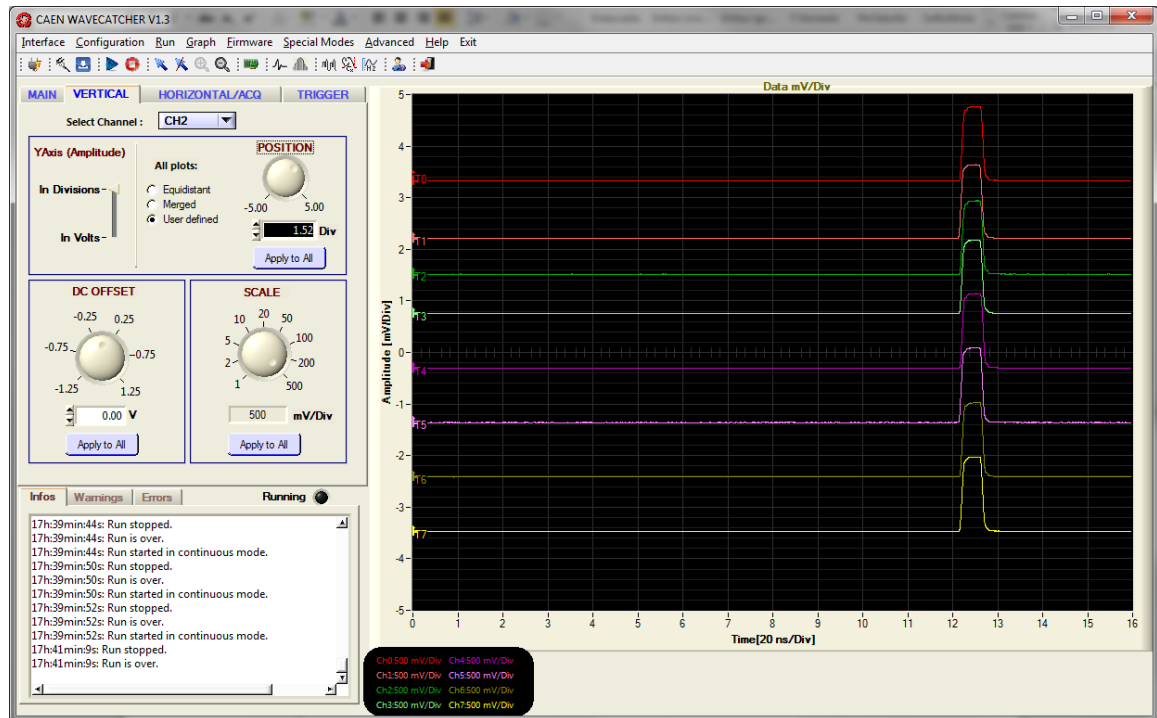 CAEN WAVECATCHER V1.3
Interface Configuration Run Graph Firmware Special Modes Advanced Help Exit
MAIN VERTICAL HORIZONTAL/ACQ TRIGGER
Select Channel : CH2
YAxis (Amplitude)
In Divisions
In Volts
All plots:
Equidistant
Merged
User defined
POSITION
-5.00 5.00
1.52 Div
Apply to All
DC OFFSET
-0.25 0.25
-0.75 -0.75
-1.25 1.25
0.00 V
Apply to All
SCALE
10 20 50
5 100
2 200
1 500
500 mV/Div
Apply to All
Infos Warnings Errors Running
17h:39min:44s: Run stopped.
17h:39min:44s: Run is over.
17h:39min:44s: Run started in continuous mode.
17h:39min:50s: Run stopped.
17h:39min:50s: Run is over.
17h:39min:50s: Run started in continuous mode.
17h:39min:52s: Run stopped.
17h:39min:52s: Run is over.
17h:39min:52s: Run started in continuous mode.
17h:41min:9s: Run stopped.
17h:41min:9s: Run is over.
Data mV/Div
Amplitude [mV/Div]
5
4
3
2
1
0
-1
-2
-3
-4
-5
T0
T1
T2
T3
T4
T5
T6
T7
0 1 2 3 4 5 6 7 8 9 10 11 12 13 14 15 16
Time[20 ns/Div]
Ch0:500 mV/Div Ch4:500 mV/Div
Ch1:500 mV/Div Ch5:500 mV/Div
Ch2:500 mV/Div Ch6:500 mV/Div
Ch3:500 mV/Div Ch7:500 mV/Div